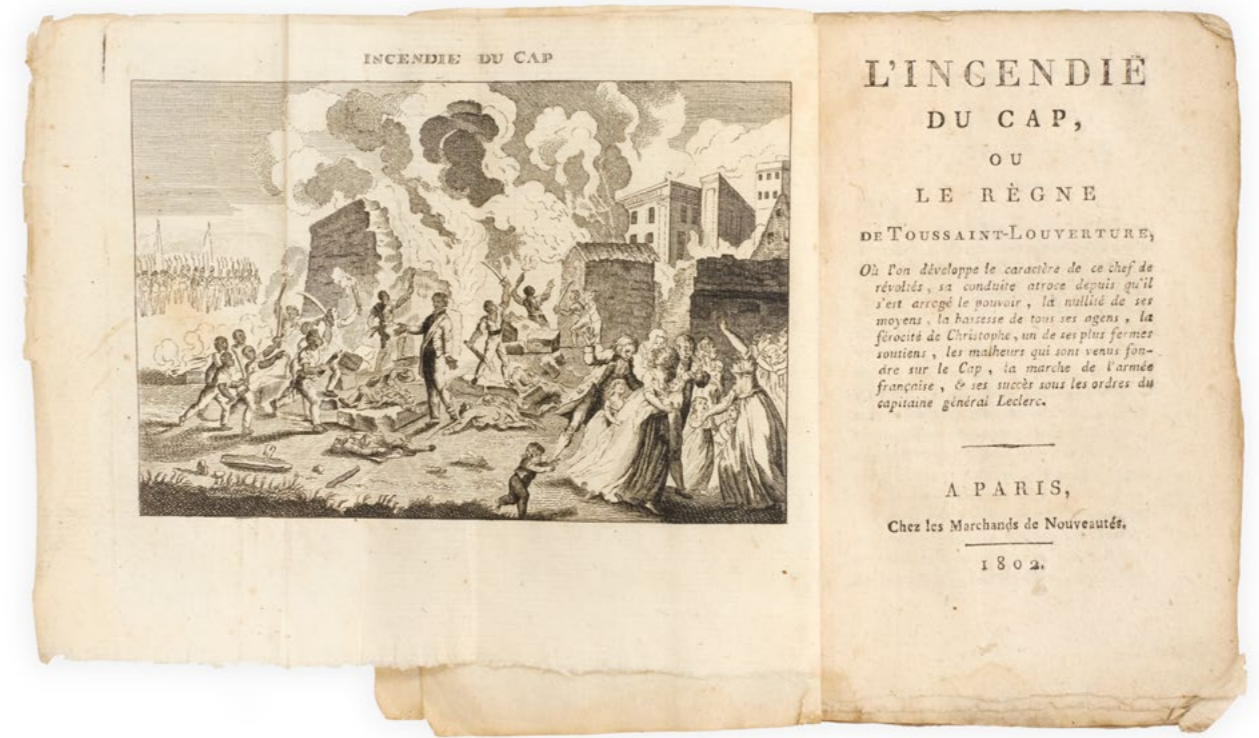 INCENDIE DU CAP
L'INCENDIE
DU CAP,
OU
LE RÈGNE
DE TOUSSAINT-LOUVERTURE,
Où l'on développe le caractère de ce chef de
révoltés, sa conduite atroce depuis qu'il
s'est arrogé le pouvoir, la nullité de ses
moyens, la bassesse de tous ses agens, la
férocité de Christophe, un de ses plus fermes
soutiens, les malheurs qui sont venus fon-
dre sur le Cap, la marche de l'armée
française, & ses succès sous les ordres du
capitaine général Leclerc.
A PARIS,
Chez les Marchands de Nouveautés.
1802.